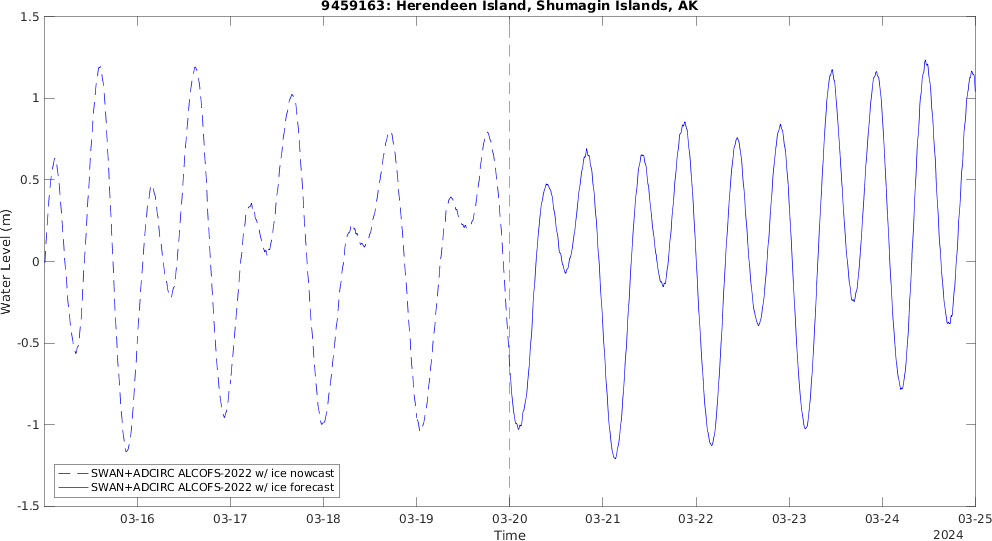 9459163: Herendeen Island, Shumagin Islands, AK
1.5
1
0.5
0
-0.5
-1
-1.5
Water Level (m)
SWAN+ADCIRC ALCOFS-2022 w/ ice nowcast
SWAN+ADCIRC ALCOFS-2022 w/ ice forecast
03-16 03-17 03-18 03-19 03-20 03-21 03-22 03-23 03-24 03-25
Time
2024